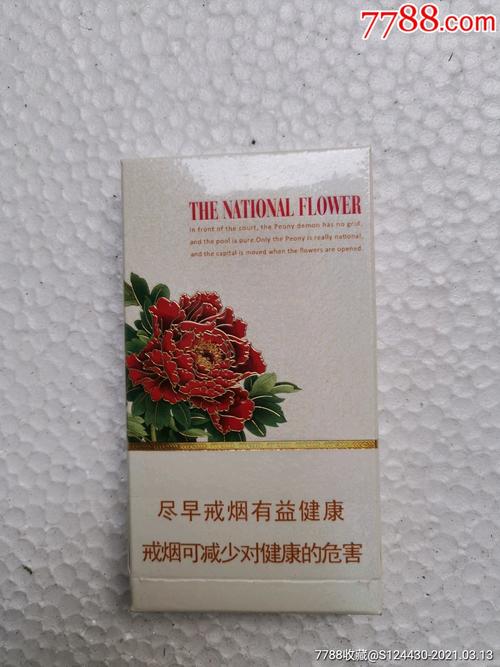 7788.com
THE NATIONAL FLOWER
In front of the court, the Peony demon has no grid,
and the pool is pure.Only the Peony is really national,
and the capital is moved when the flowers are opened.
尽早戒烟有益健康
戒烟可减少对健康的危害
7788收藏@S124430-2021.03.13